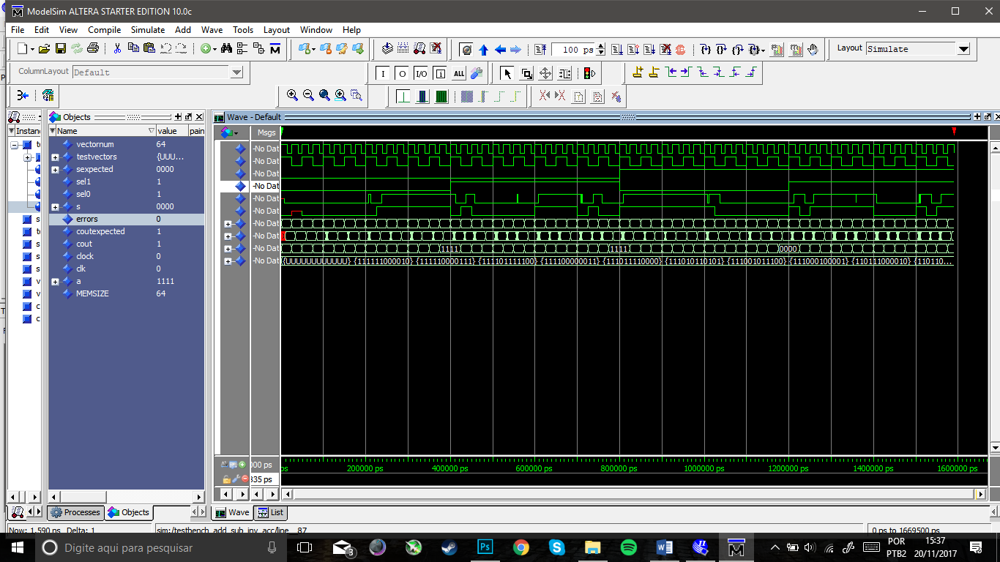 ModelSim ALTERA STARTER EDITION 10.0c
File Edit View Compile Simulate Add Wave Tools Layout Window Help
100 ps
Layout Simulate
ColumnLayout Default
I O I/O i ALL
Objects
Wave - Default
Instanc
Name value pain
Msgs
vectornum 64
testvectors {UUU...
sexpected 0000
sel1 1
sel0 1
s 0000
errors 0
coutexpected 1
cout 1
clock 0
clk 0
a 1111
MEMSIZE 64
-No Dat
-No Dat
-No Dat
-No Dat
-No Dat
-No Dat
-No Dat
-No Dat
-No Dat 1111 1111 0000
-No Dat {UUUUUUUUUUUU} {111111000010} {111110000111} {111101111100} {111100000011} {111011110000} {111010110101} {111001011100} {111000100001} {110111000010} {110110...
000 ps
ps 200000 ps 400000 ps 600000 ps 800000 ps 1000000 ps 1200000 ps 1400000 ps 1600000 ps
335 ps
Processes Objects Wave List
Now: 1,590 ns Delta: 1 sim:/testbench_add_sub_inv_acc/line__87 0 ps to 1669500 ps
Digite aqui para pesquisar
3
Ps
POR
PTB2
15:37
20/11/2017